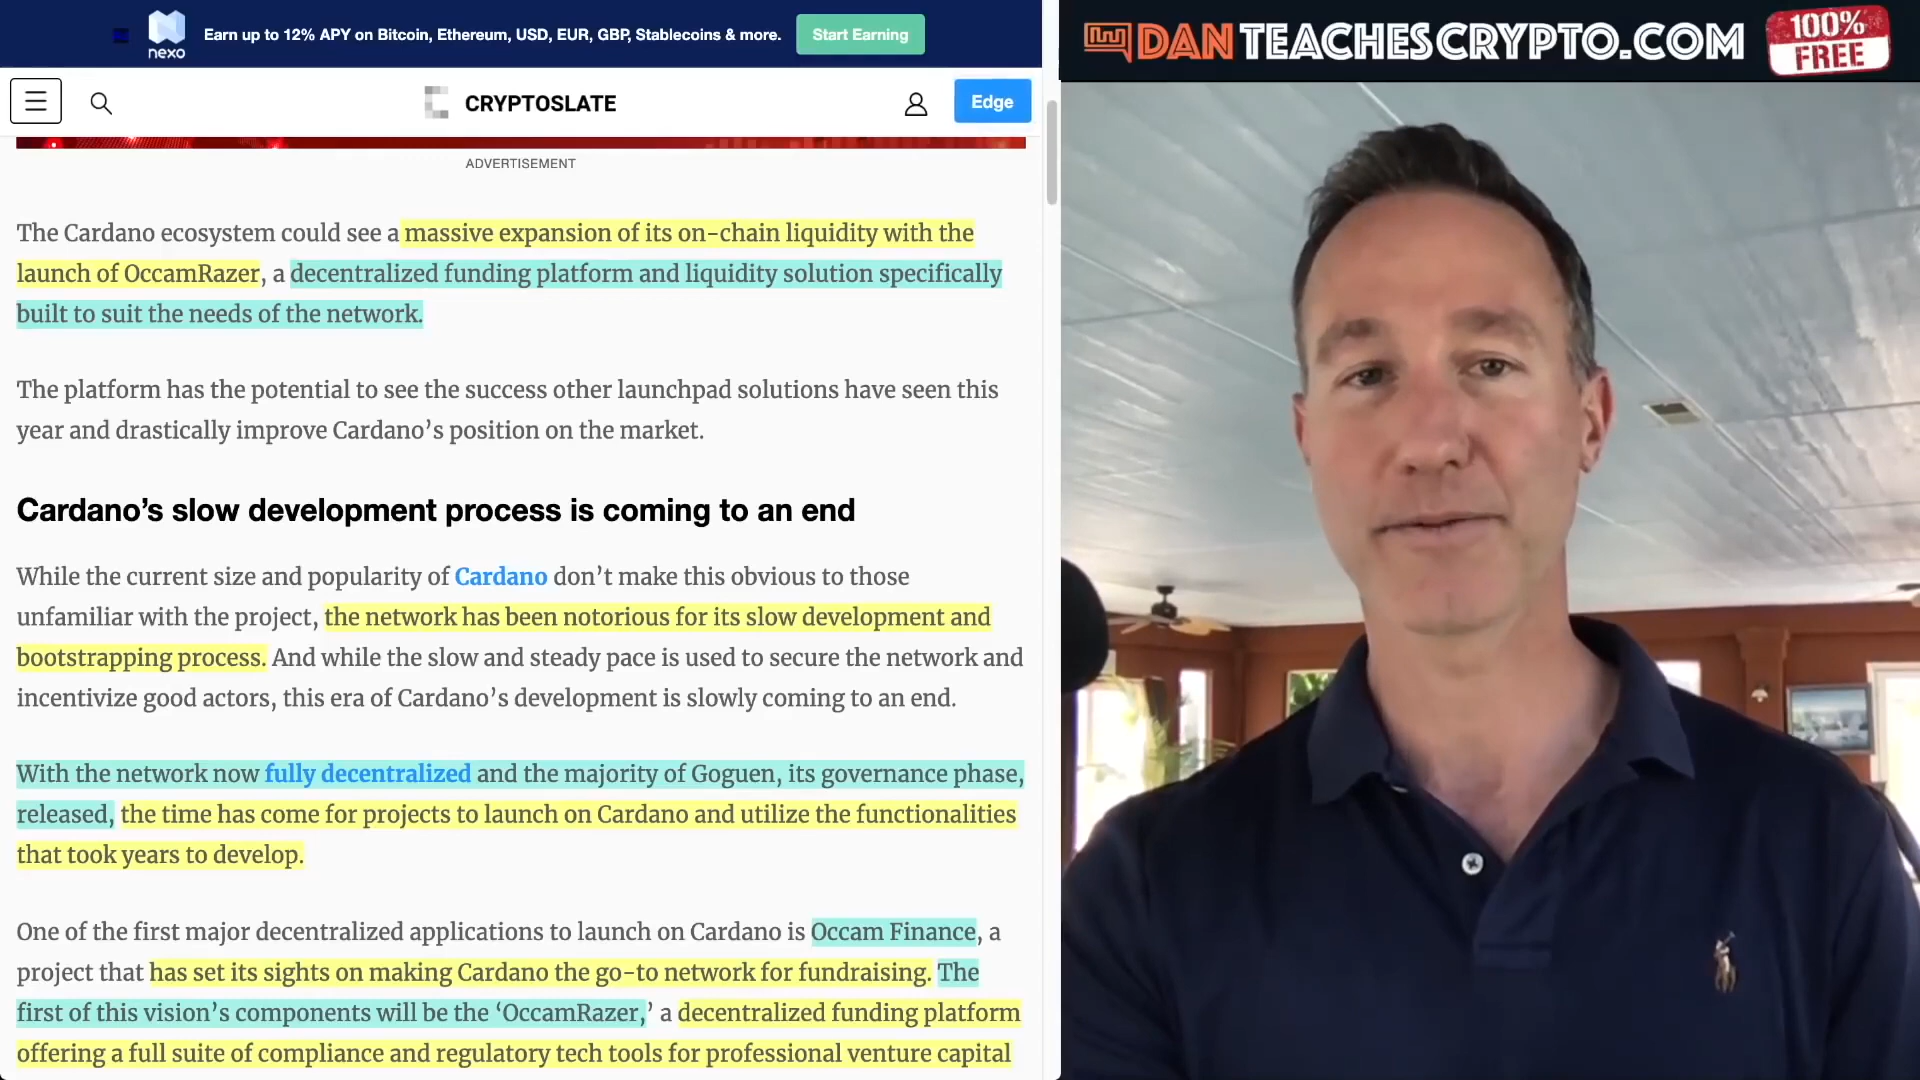 nexo
Earn up to 12% APY on Bitcoin, Ethereum, USD, EUR, GBP, Stablecoins & more.
Start Earning
CRYPTOSLATE
Edge
ADVERTISEMENT
The Cardano ecosystem could see a massive expansion of its on-chain liquidity with the
launch of OccamRazer, a decentralized funding platform and liquidity solution specifically
built to suit the needs of the network.
The platform has the potential to see the success other launchpad solutions have seen this
year and drastically improve Cardano’s position on the market.
Cardano’s slow development process is coming to an end
While the current size and popularity of Cardano don’t make this obvious to those
unfamiliar with the project, the network has been notorious for its slow development and
bootstrapping process. And while the slow and steady pace is used to secure the network and
incentivize good actors, this era of Cardano’s development is slowly coming to an end.
With the network now fully decentralized and the majority of Goguen, its governance phase,
released, the time has come for projects to launch on Cardano and utilize the functionalities
that took years to develop.
One of the first major decentralized applications to launch on Cardano is Occam Finance, a
project that has set its sights on making Cardano the go-to network for fundraising. The
first of this vision’s components will be the ‘OccamRazer,’ a decentralized funding platform
offering a full suite of compliance and regulatory tech tools for professional venture capital
DANTEACHESCRYPTO.COM
100%
FREE